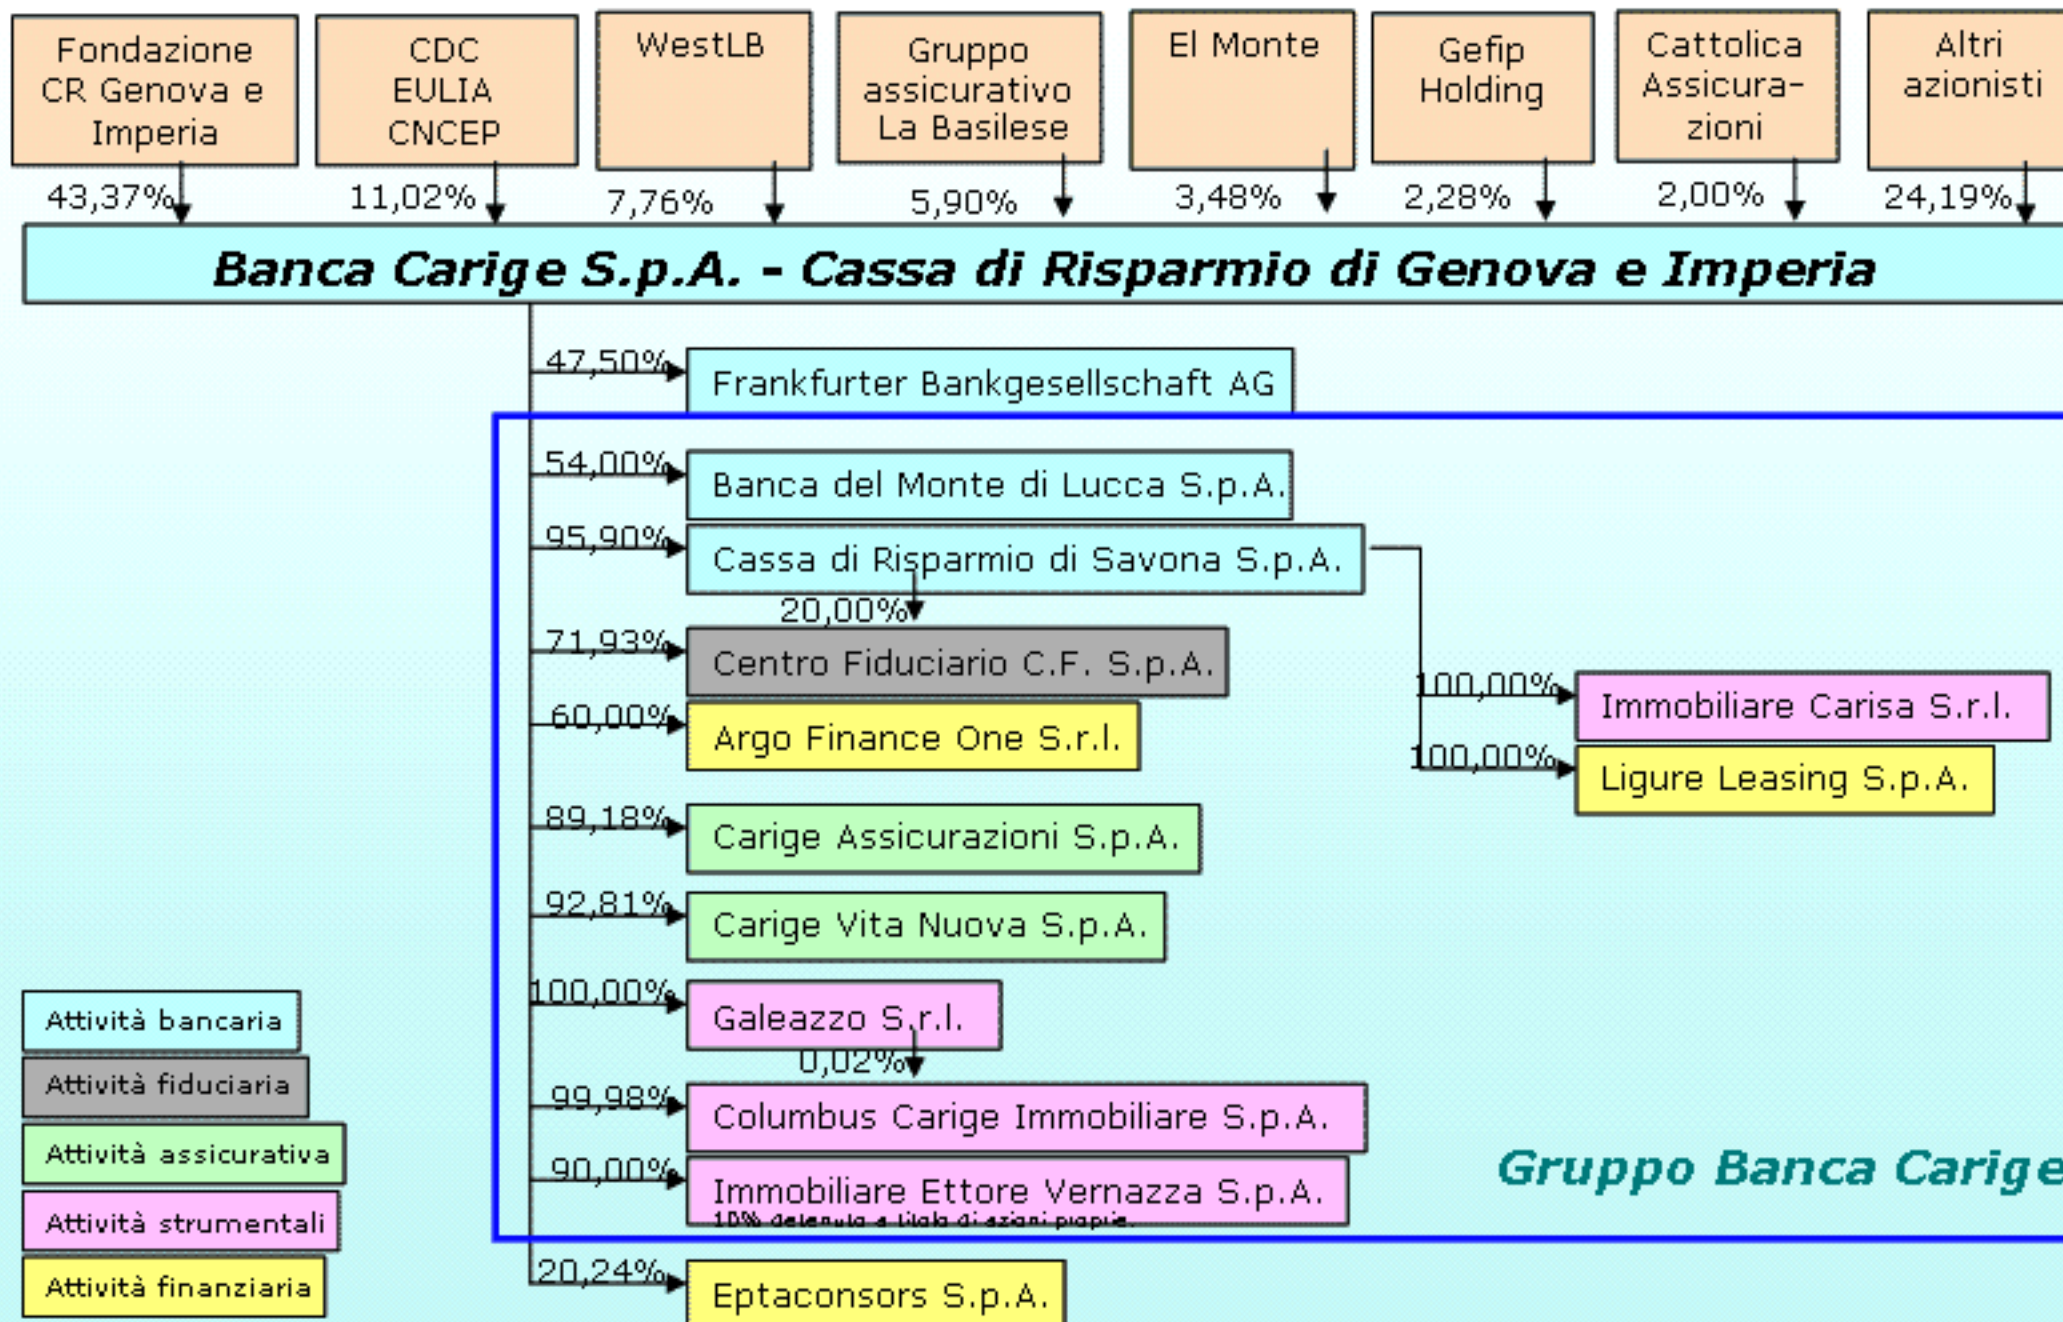 Fondazione
CR Genova e
Imperia
CDC
EULIA
CNCEP
WestLB
Gruppo
assicurativo
La Basilese
El Monte
Gefip
Holding
Cattolica
Assicura-
zioni
Altri
azionisti
43,37%
11,02%
7,76%
5,90%
3,48%
2,28%
2,00%
24,19%
Banca Carige S.p.A. - Cassa di Risparmio di Genova e Imperia
47,50%
Frankfurter Bankgesellschaft AG
54,00%
Banca del Monte di Lucca S.p.A.
95,90%
Cassa di Risparmio di Savona S.p.A.
20,00%
71,93%
Centro Fiduciario C.F. S.p.A.
100,00%
Immobiliare Carisa S.r.l.
60,00%
Argo Finance One S.r.l.
100,00%
Ligure Leasing S.p.A.
89,18%
Carige Assicurazioni S.p.A.
92,81%
Carige Vita Nuova S.p.A.
100,00%
Galeazzo S.r.l.
0,02%
99,98%
Columbus Carige Immobiliare S.p.A.
90,00%
Immobiliare Ettore Vernazza S.p.A.
10% detenuto a titolo di azioni proprie.
Gruppo Banca Carige
20,24%
Eptaconsors S.p.A.
Attività bancaria
Attività fiduciaria
Attività assicurativa
Attività strumentali
Attività finanziaria